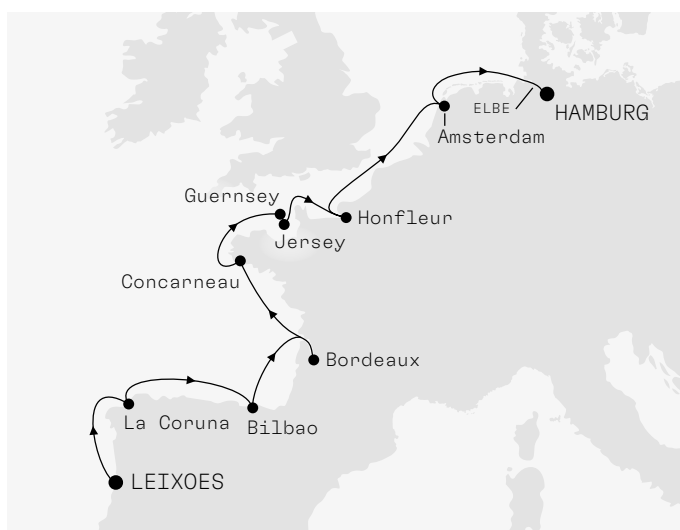 ELBE
HAMBURG
Amsterdam
Guernsey
Honfleur
Jersey
Concarneau
Bordeaux
La Coruna
Bilbao
LEIXOES